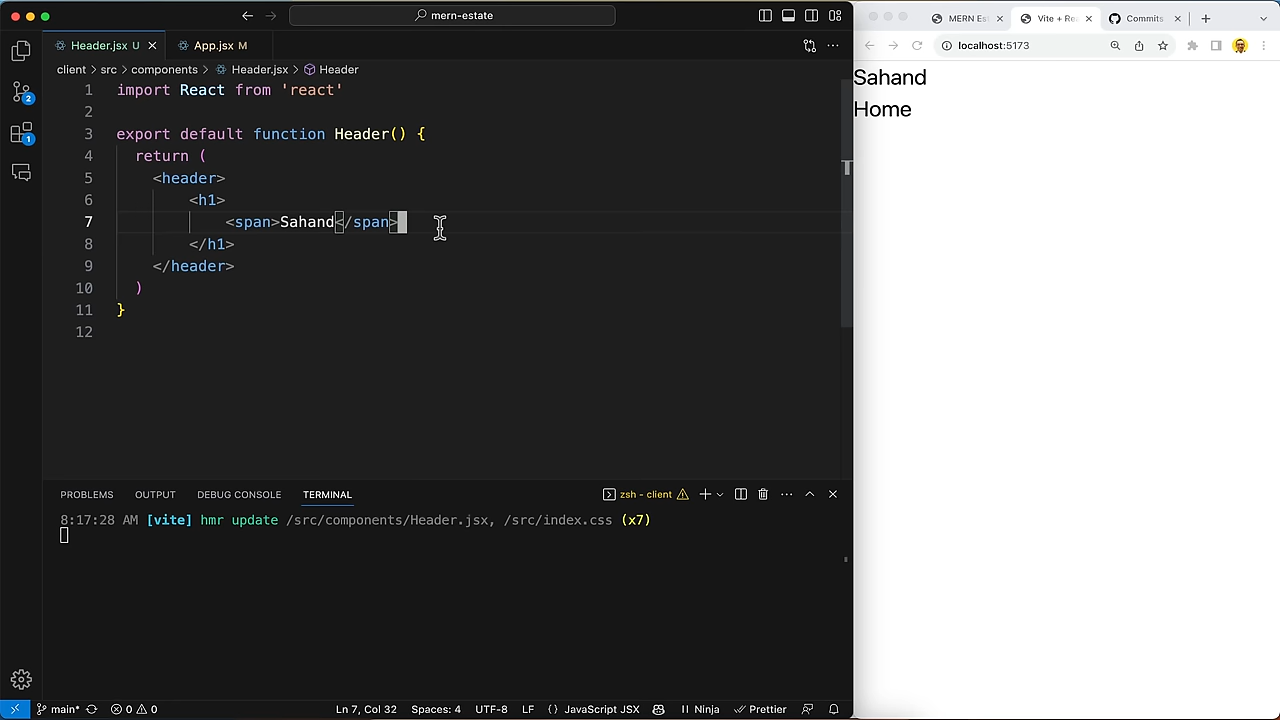 mern-estate
Header.jsx U
App.jsx M
client > src > components > Header.jsx > Header
1 import React from 'react'
2
3 export default function Header() {
4 return (
5 <header>
6 <h1>
7 <span>Sahand</span>
8 </h1>
9 </header>
10 )
11 }
12
2
1
PROBLEMS OUTPUT DEBUG CONSOLE TERMINAL
zsh - client
8:17:28 AM [vite] hmr update /src/components/Header.jsx, /src/index.css (x7)
main* 0 0 Ln 7, Col 32 Spaces: 4 UTF-8 LF {} JavaScript JSX Ninja Prettier
MERN Es
Vite + Re
Commits
localhost:5173
Sahand
Home